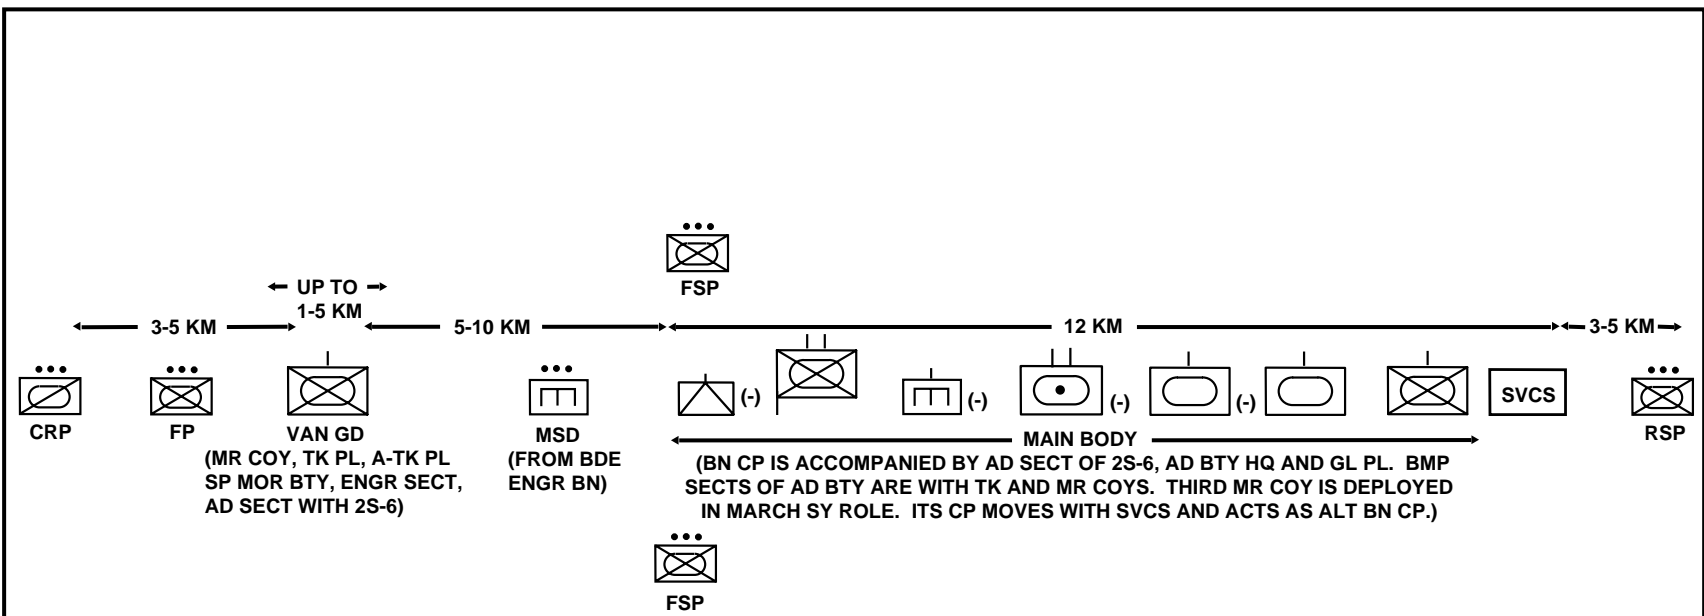 FSP
UP TO
1-5 KM
3-5 KM
5-10 KM
12 KM
3-5 KM
(-)
(-)
(-)
(-)
SVCS
CRP
FP
VAN GD
(MR COY, TK PL, A-TK PL
SP MOR BTY, ENGR SECT,
AD SECT WITH 2S-6)
MSD
(FROM BDE
ENGR BN)
MAIN BODY
(BN CP IS ACCOMPANIED BY AD SECT OF 2S-6, AD BTY HQ AND GL PL. BMP
SECTS OF AD BTY ARE WITH TK AND MR COYS. THIRD MR COY IS DEPLOYED
IN MARCH SY ROLE. ITS CP MOVES WITH SVCS AND ACTS AS ALT BN CP.)
RSP
FSP